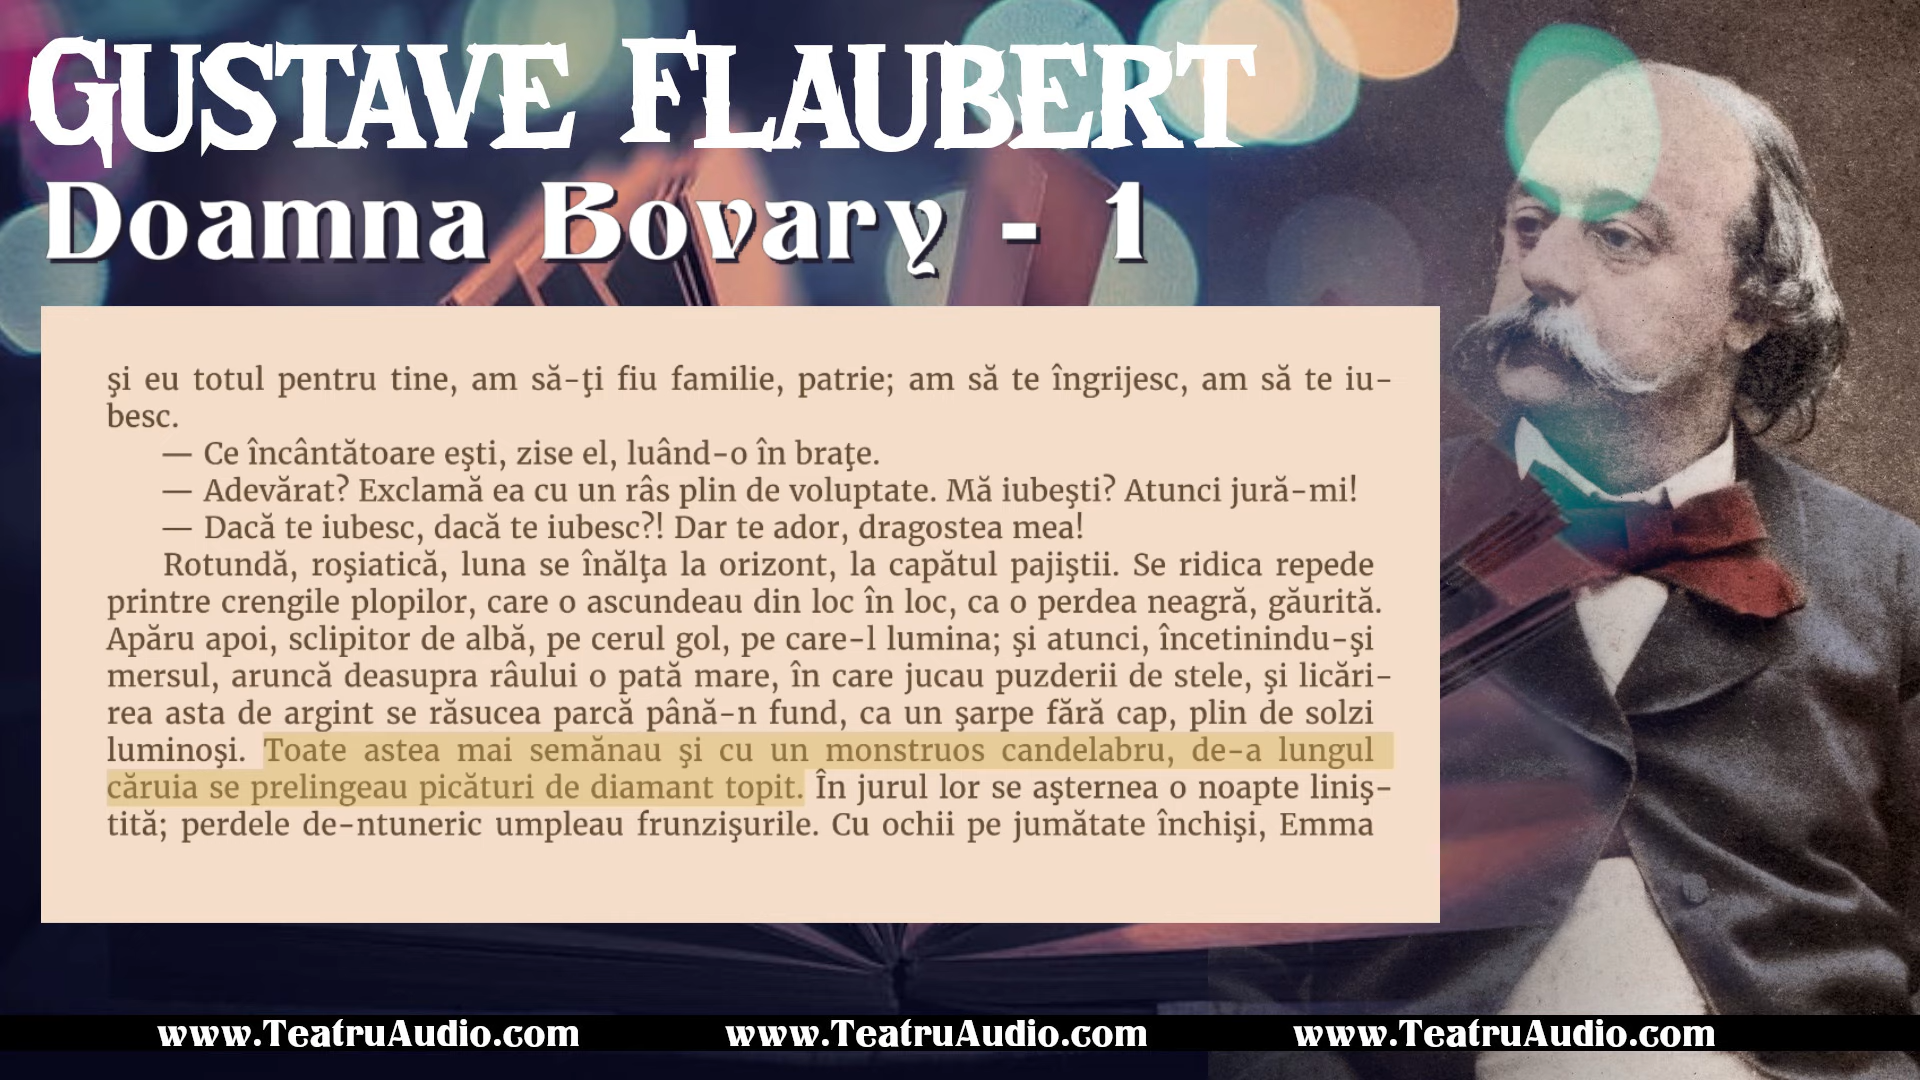 GUSTAVE FLAUBERT
Doamna Bovary - 1
şi eu totul pentru tine, am să-ţi fiu familie, patrie; am să te îngrijesc, am să te iu-
besc.
— Ce încântătoare eşti, zise el, luând-o în braţe.
— Adevărat? Exclamă ea cu un râs plin de voluptate. Mă iubeşti? Atunci jură-mi!
— Dacă te iubesc, dacă te iubesc?! Dar te ador, dragostea mea!
Rotundă, roşiatică, luna se înălţa la orizont, la capătul pajiştii. Se ridica repede
printre crengile plopilor, care o ascundeau din loc în loc, ca o perdea neagră, găurită.
Apăru apoi, sclipitor de albă, pe cerul gol, pe care-l lumina; şi atunci, încetinindu-şi
mersul, aruncă deasupra râului o pată mare, în care jucau puzderii de stele, şi licări-
rea asta de argint se răsucea parcă până-n fund, ca un şarpe fără cap, plin de solzi
luminoşi. Toate astea mai semănau şi cu un monstruos candelabru, de-a lungul
căruia se prelingeau picături de diamant topit. În jurul lor se aşternea o noapte liniş-
tită; perdele de-ntuneric umpleau frunzişurile. Cu ochii pe jumătate închişi, Emma
www.TeatruAudio.com www.TeatruAudio.com www.TeatruAudio.com